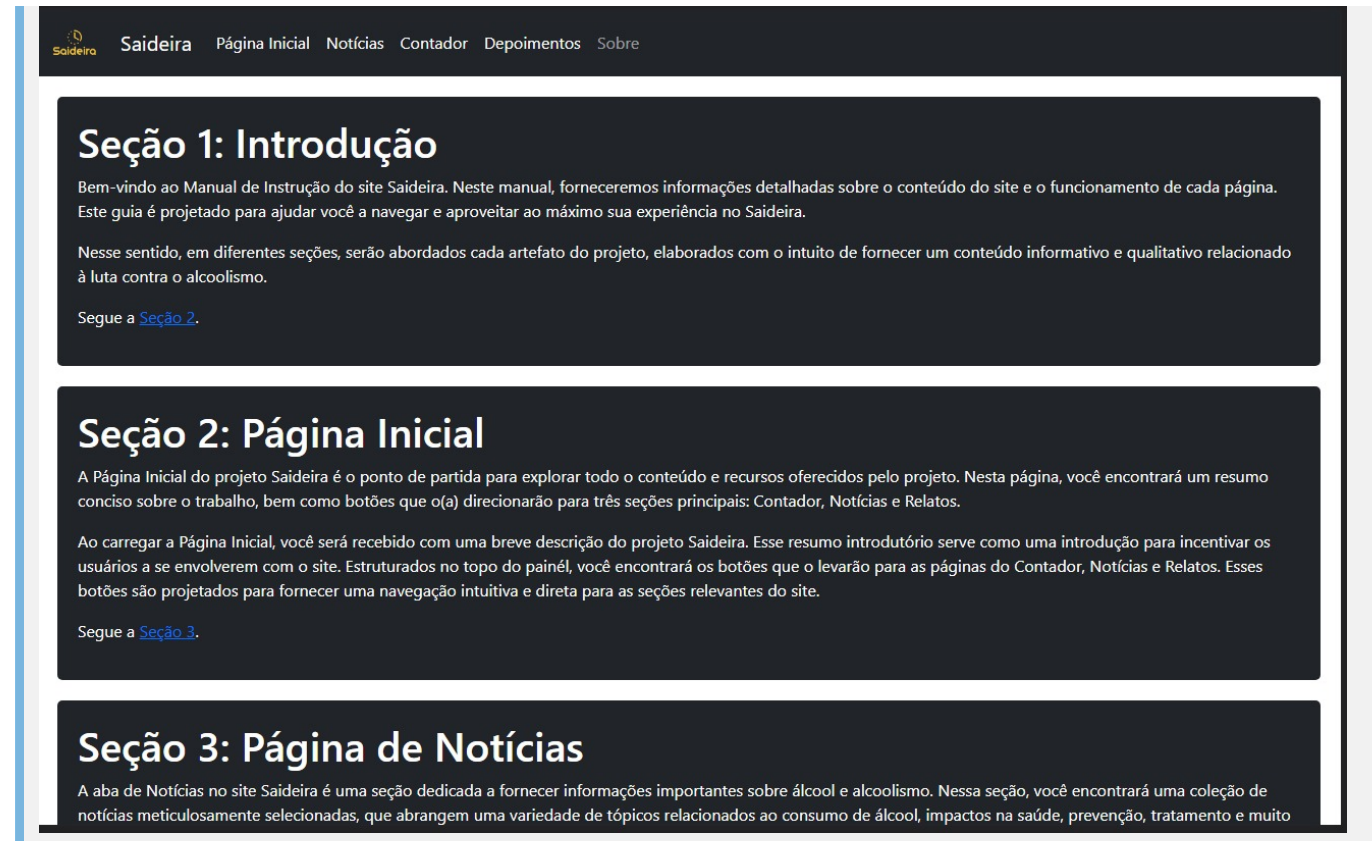 Saideira Saideira Página Inicial Notícias Contador Depoimentos Sobre
Seção 1: Introdução
Bem-vindo ao Manual de Instrução do site Saideira. Neste manual, forneceremos informações detalhadas sobre o conteúdo do site e o funcionamento de cada página.
Este guia é projetado para ajudar você a navegar e aproveitar ao máximo sua experiência no Saideira.
Nesse sentido, em diferentes seções, serão abordados cada artefato do projeto, elaborados com o intuito de fornecer um conteúdo informativo e qualitativo relacionado
à luta contra o alcoolismo.
Segue a Seção 2.
Seção 2: Página Inicial
A Página Inicial do projeto Saideira é o ponto de partida para explorar todo o conteúdo e recursos oferecidos pelo projeto. Nesta página, você encontrará um resumo
conciso sobre o trabalho, bem como botões que o(a) direcionarão para três seções principais: Contador, Notícias e Relatos.
Ao carregar a Página Inicial, você será recebido com uma breve descrição do projeto Saideira. Esse resumo introdutório serve como uma introdução para incentivar os
usuários a se envolverem com o site. Estruturados no topo do painél, você encontrará os botões que o levarão para as páginas do Contador, Notícias e Relatos. Esses
botões são projetados para fornecer uma navegação intuitiva e direta para as seções relevantes do site.
Segue a Seção 3.
Seção 3: Página de Notícias
A aba de Notícias no site Saideira é uma seção dedicada a fornecer informações importantes sobre álcool e alcoolismo. Nessa seção, você encontrará uma coleção de
notícias meticulosamente selecionadas, que abrangem uma variedade de tópicos relacionados ao consumo de álcool, impactos na saúde, prevenção, tratamento e muito